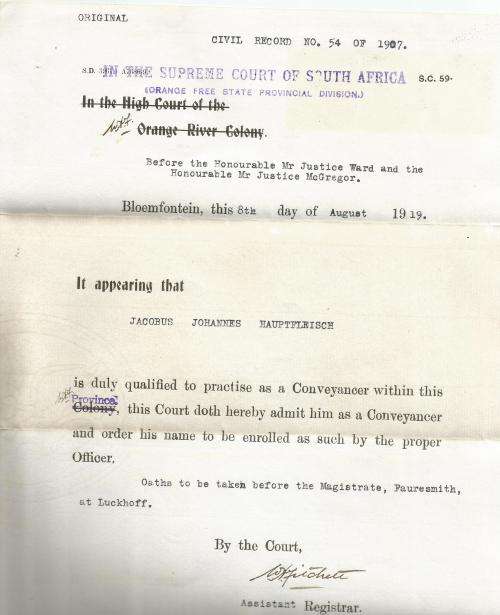 ORIGINAL
CIVIL RECORD NO. 54 OF 1907.
S.D. IN THE SUPREME COURT OF SOUTH AFRICA S.C. 59-
(ORANGE FREE STATE PROVINCIAL DIVISION.)
In the High Court of the
Orange River Colony.
Before the Honourable Mr Justice Ward and the
Honourable Mr Justice McGregor.
Bloemfontein, this 8th day of August 1919.
It appearing that
JACOBUS JOHANNES HAUPTFLEISCH
is duly qualified to practise as a Conveyancer within this
Province
Colony, this Court doth hereby admit him as a Conveyancer
and order his name to be enrolled as such by the proper
Officer.
Oaths to be taken before the Magistrate, Fauresmith,
at Luckhoff.
By the Court,
Assistant Registrar.